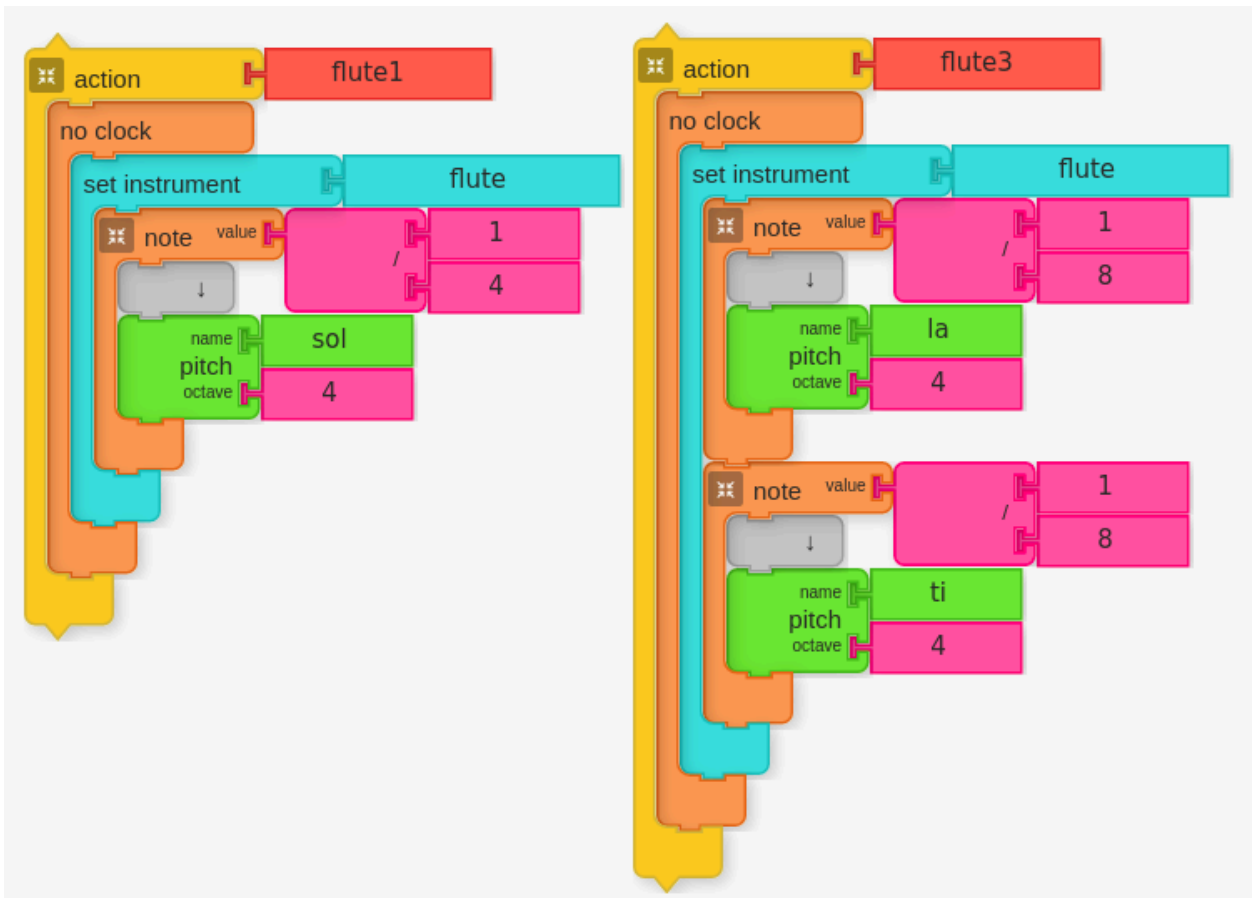 action flute1
no clock
set instrument flute
note value 1 / 4
↓
name sol
pitch
octave 4
action flute3
no clock
set instrument flute
note value 1 / 8
↓
name la
pitch
octave 4
note value 1 / 8
↓
name ti
pitch
octave 4